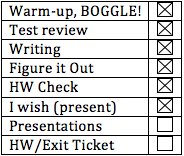 Warm-up, BOGGLE!
Test review
Writing
Figure it Out
HW Check
I wish (present)
Presentations
HW/Exit Ticket